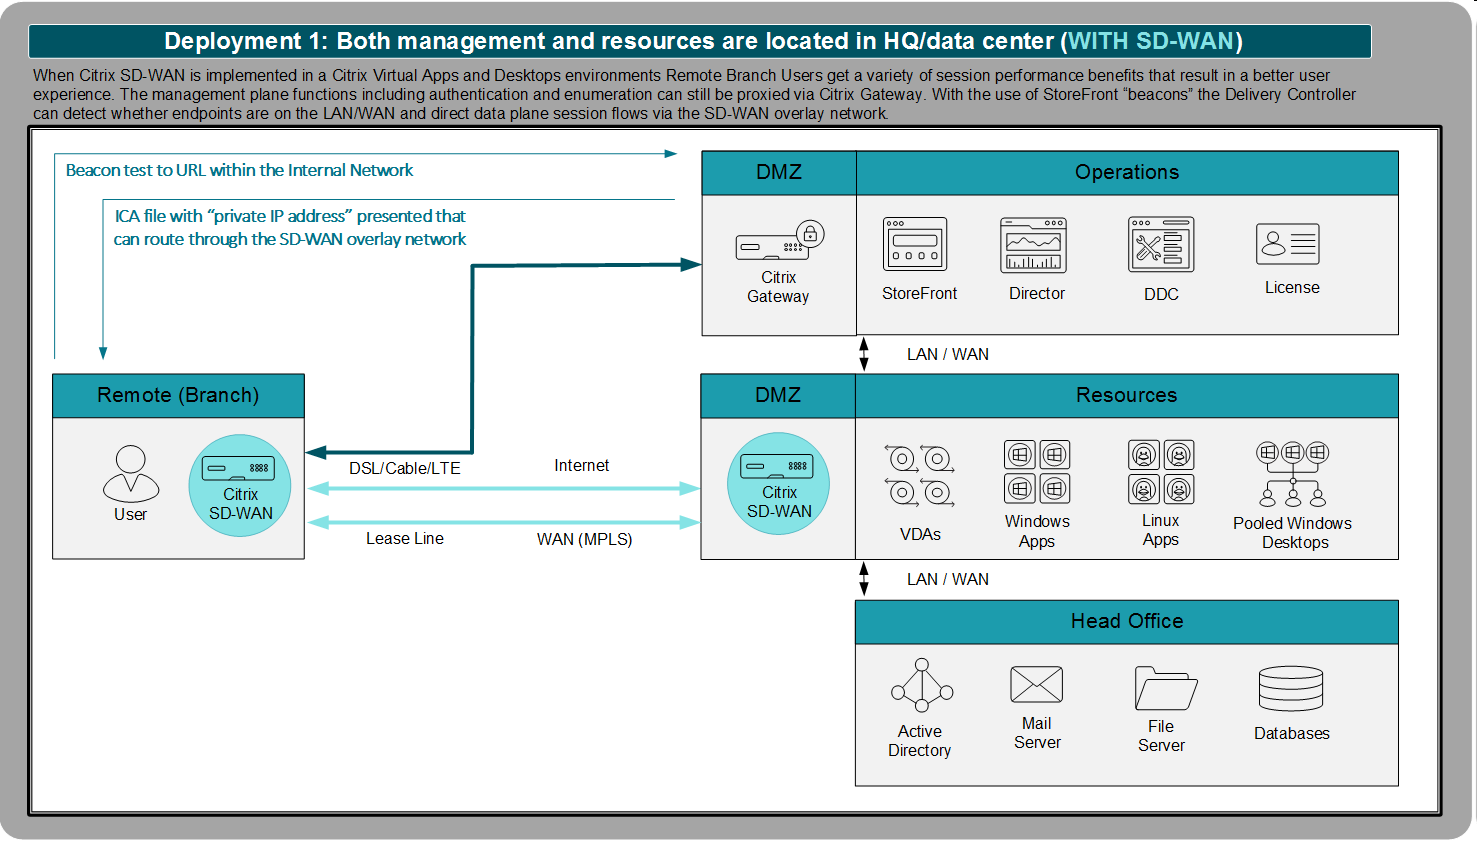 Deployment 1: Both management and resources are located in HQ/data center (WITH SD-WAN)
When Citrix SD-WAN is implemented in a Citrix Virtual Apps and Desktops environments Remote Branch Users get a variety of session performance benefits that result in a better user
experience. The management plane functions including authentication and enumeration can still be proxied via Citrix Gateway. With the use of StoreFront “beacons” the Delivery Controller
can detect whether endpoints are on the LAN/WAN and direct data plane session flows via the SD-WAN overlay network.
Beacon test to URL within the Internal Network
ICA file with “private IP address” presented that
can route through the SD-WAN overlay network
DMZ
Operations
Citrix
Gateway
StoreFront
Director
DDC
License
LAN / WAN
Remote (Branch)
User
Citrix
SD-WAN
DSL/Cable/LTE
Internet
Lease Line
WAN (MPLS)
DMZ
Resources
Citrix
SD-WAN
VDAs
Windows
Apps
Linux
Apps
Pooled Windows
Desktops
LAN / WAN
Head Office
Active
Directory
Mail
Server
File
Server
Databases